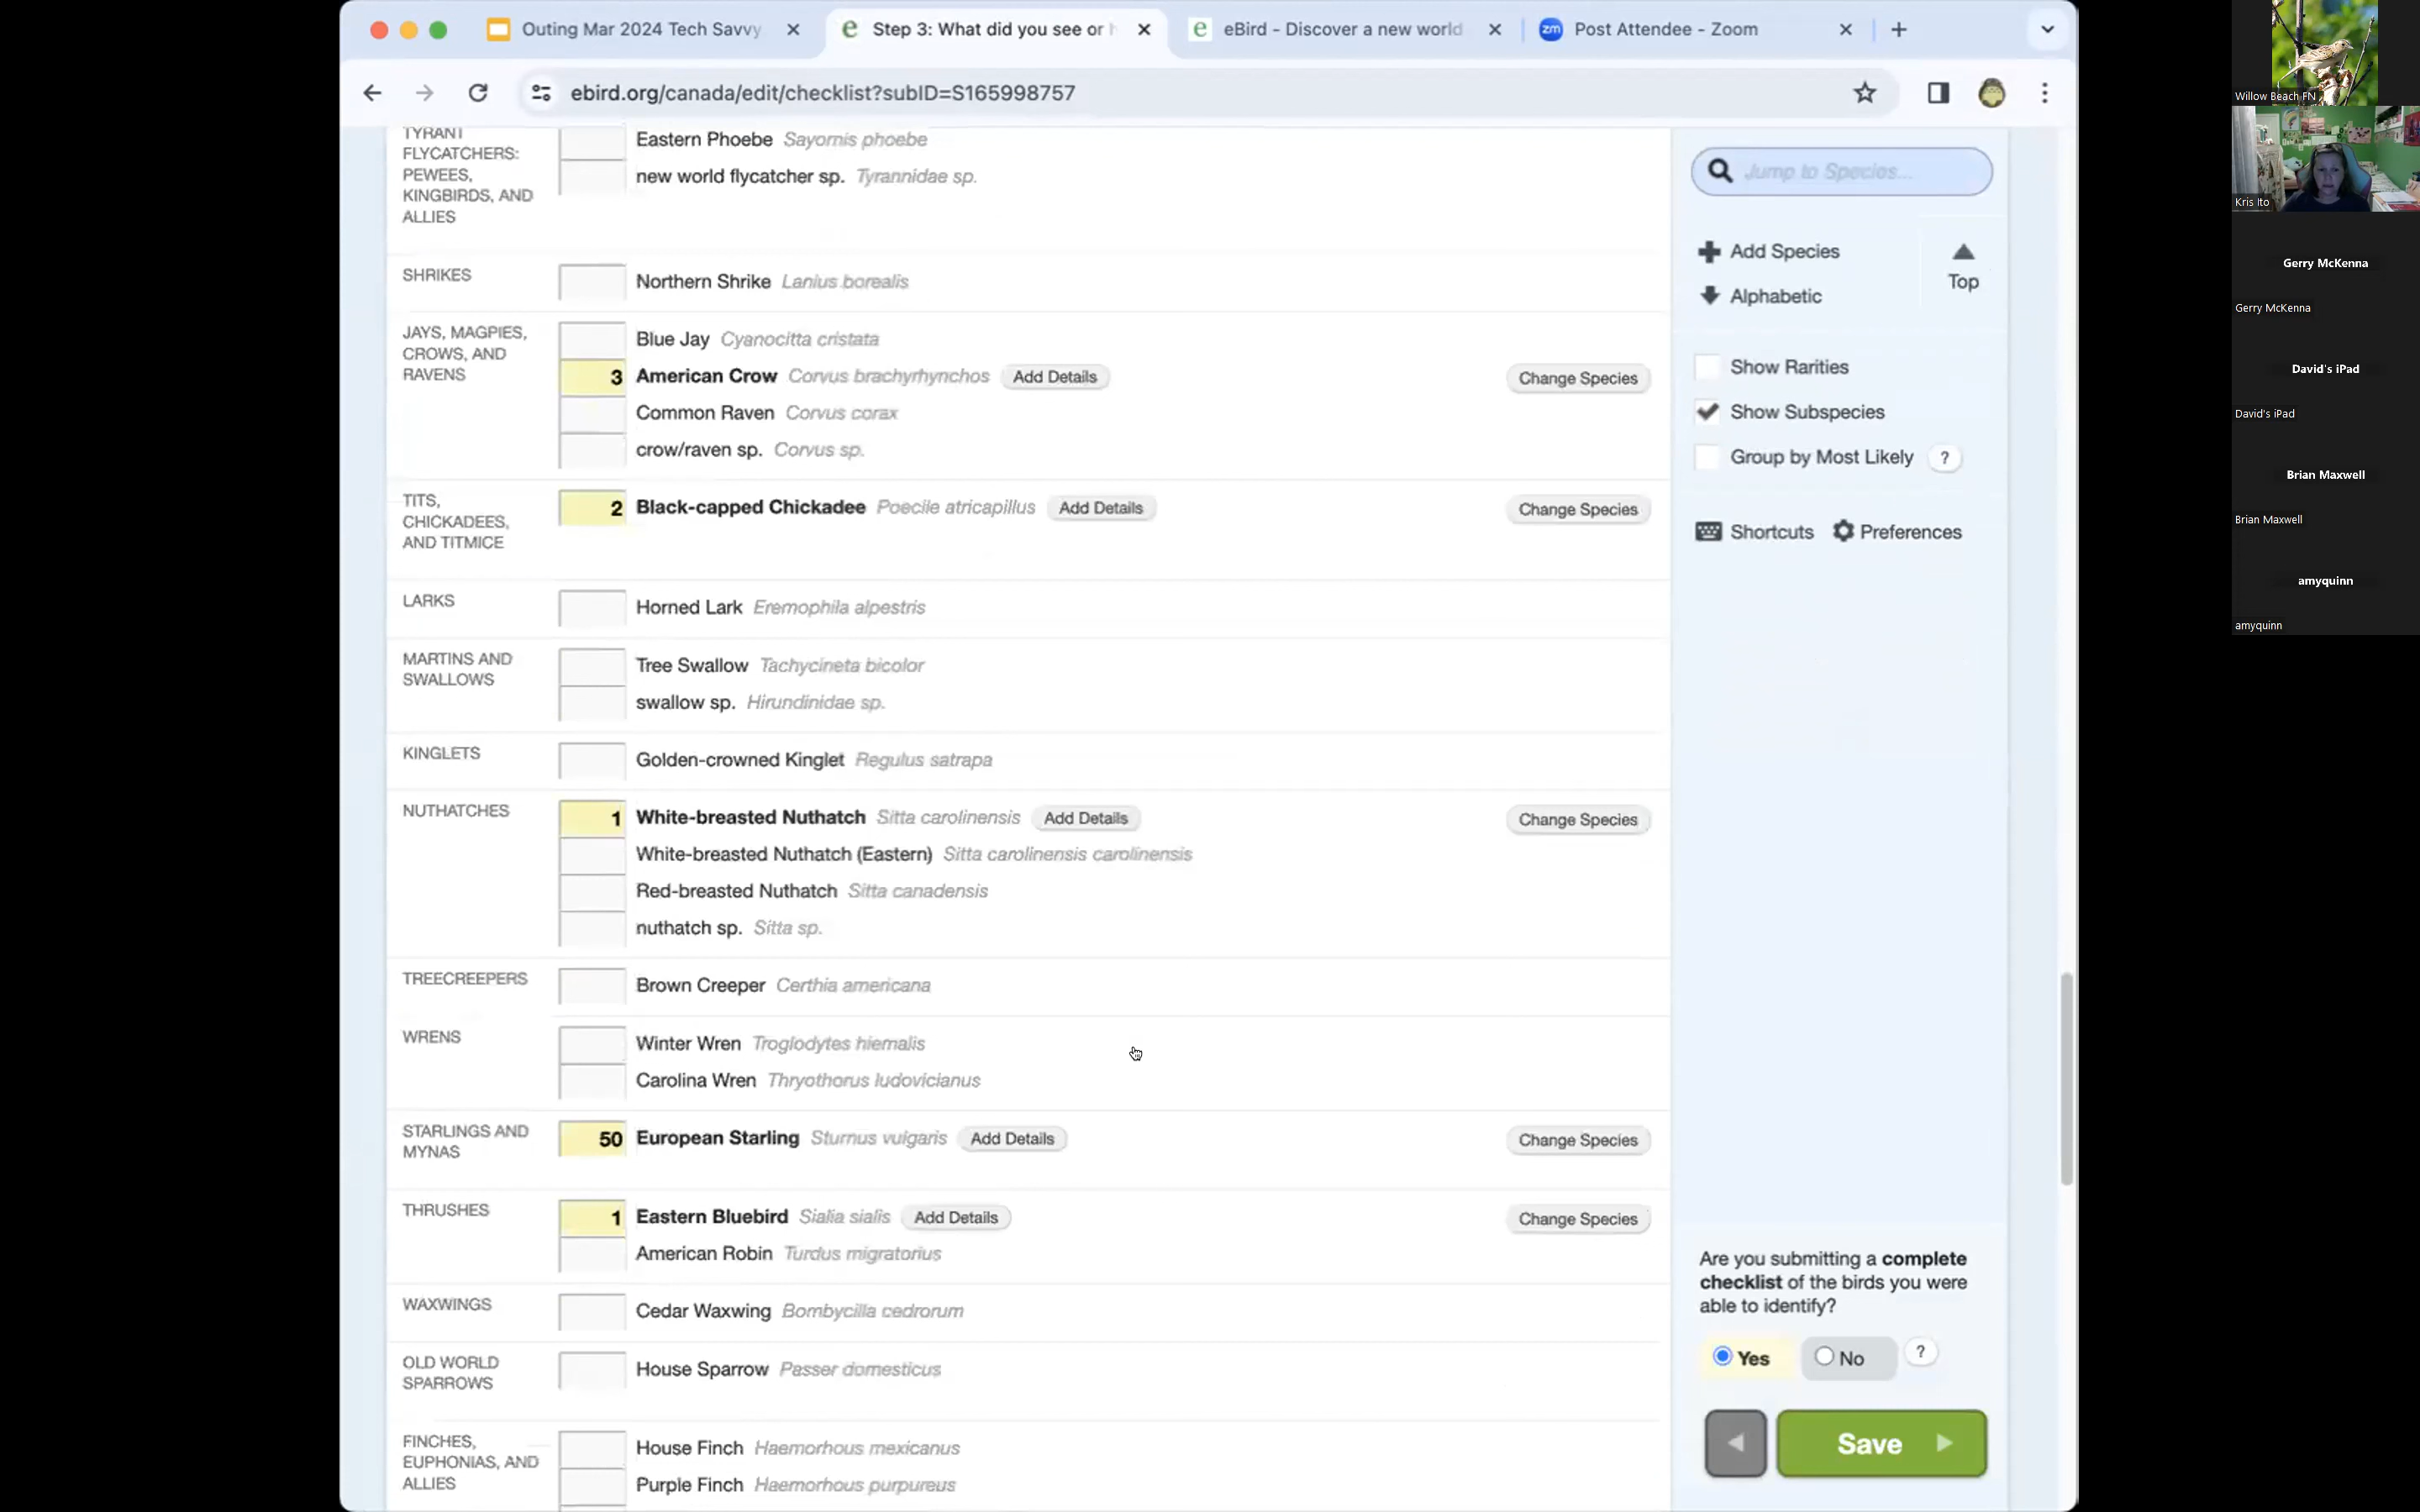 Outing Mar 2024 Tech Savvy
Step 3: What did you see or h
eBird - Discover a new world
zm Post Attendee - Zoom
ebird.org/canada/edit/checklist?subID=S165998757
TYRANT
FLYCATCHERS:
PEWEES,
KINGBIRDS, AND
ALLIES
Eastern Phoebe Sayornis phoebe
new world flycatcher sp. Tyrannidae sp.
SHRIKES
Northern Shrike Lanius borealis
JAYS, MAGPIES,
CROWS, AND
RAVENS
Blue Jay Cyanocitta cristata
3 American Crow Corvus brachyrhynchos Add Details Change Species
Common Raven Corvus corax
crow/raven sp. Corvus sp.
TITS,
CHICKADEES,
AND TITMICE
2 Black-capped Chickadee Poecile atricapillus Add Details Change Species
LARKS
Horned Lark Eremophila alpestris
MARTINS AND
SWALLOWS
Tree Swallow Tachycineta bicolor
swallow sp. Hirundinidae sp.
KINGLETS
Golden-crowned Kinglet Regulus satrapa
NUTHATCHES
1 White-breasted Nuthatch Sitta carolinensis Add Details Change Species
White-breasted Nuthatch (Eastern) Sitta carolinensis carolinensis
Red-breasted Nuthatch Sitta canadensis
nuthatch sp. Sitta sp.
TREECREEPERS
Brown Creeper Certhia americana
WRENS
Winter Wren Troglodytes hiemalis
Carolina Wren Thryothorus ludovicianus
STARLINGS AND
MYNAS
50 European Starling Sturnus vulgaris Add Details Change Species
THRUSHES
1 Eastern Bluebird Sialia sialis Add Details Change Species
American Robin Turdus migratorius
WAXWINGS
Cedar Waxwing Bombycilla cedrorum
OLD WORLD
SPARROWS
House Sparrow Passer domesticus
FINCHES,
EUPHONIAS, AND
ALLIES
House Finch Haemorhous mexicanus
Purple Finch Haemorhous purpureus
Jump to Species...
Add Species
Alphabetic
Top
Show Rarities
Show Subspecies
Group by Most Likely ?
Shortcuts Preferences
Are you submitting a complete
checklist of the birds you were
able to identify?
Yes No ?
Save
Willow Beach FN
Kris Ito
Gerry McKenna
Gerry McKenna
David's iPad
David's iPad
Brian Maxwell
Brian Maxwell
amyquinn
amyquinn